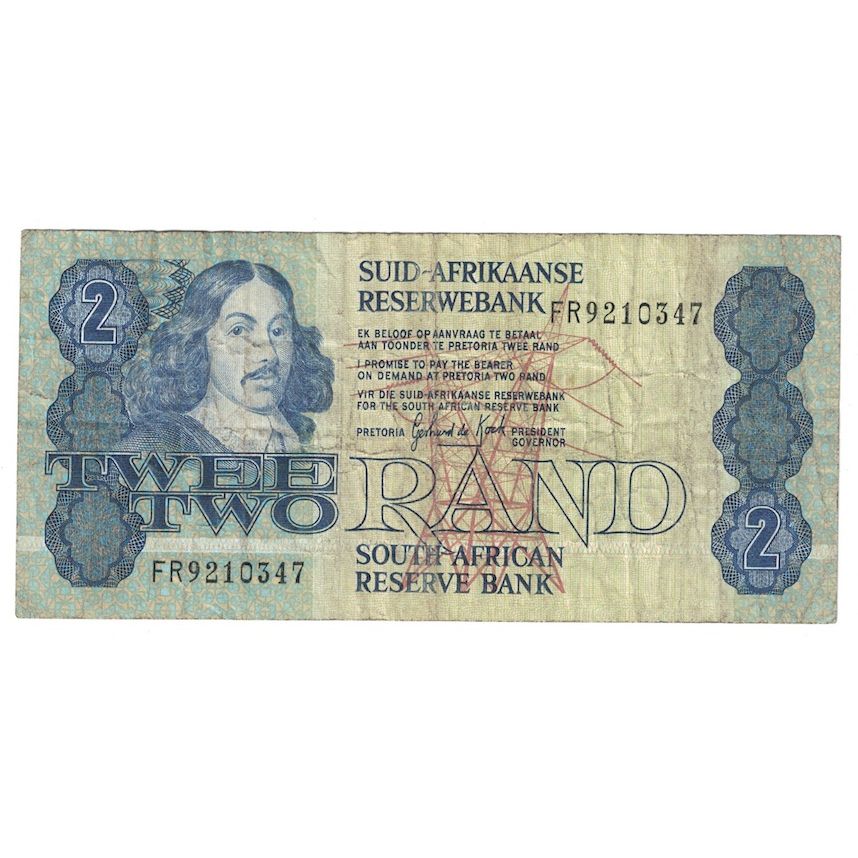 2
SUID-AFRIKAANSE
RESERWEBANK FR9210347
EK BELOOF OP AANVRAAG TE BETAAL
AAN TOONDER TE PRETORIA TWEE RAND
I PROMISE TO PAY THE BEARER
ON DEMAND AT PRETORIA TWO RAND
VIR DIE SUID-AFRIKAANSE RESERWEBANK
FOR THE SOUTH AFRICAN RESERVE BANK
PRETORIA Gerhard de Kock PRESIDENT
GOVERNOR
TWEE
TWO RAND
2
SOUTH AFRICAN
RESERVE BANK
FR9210347